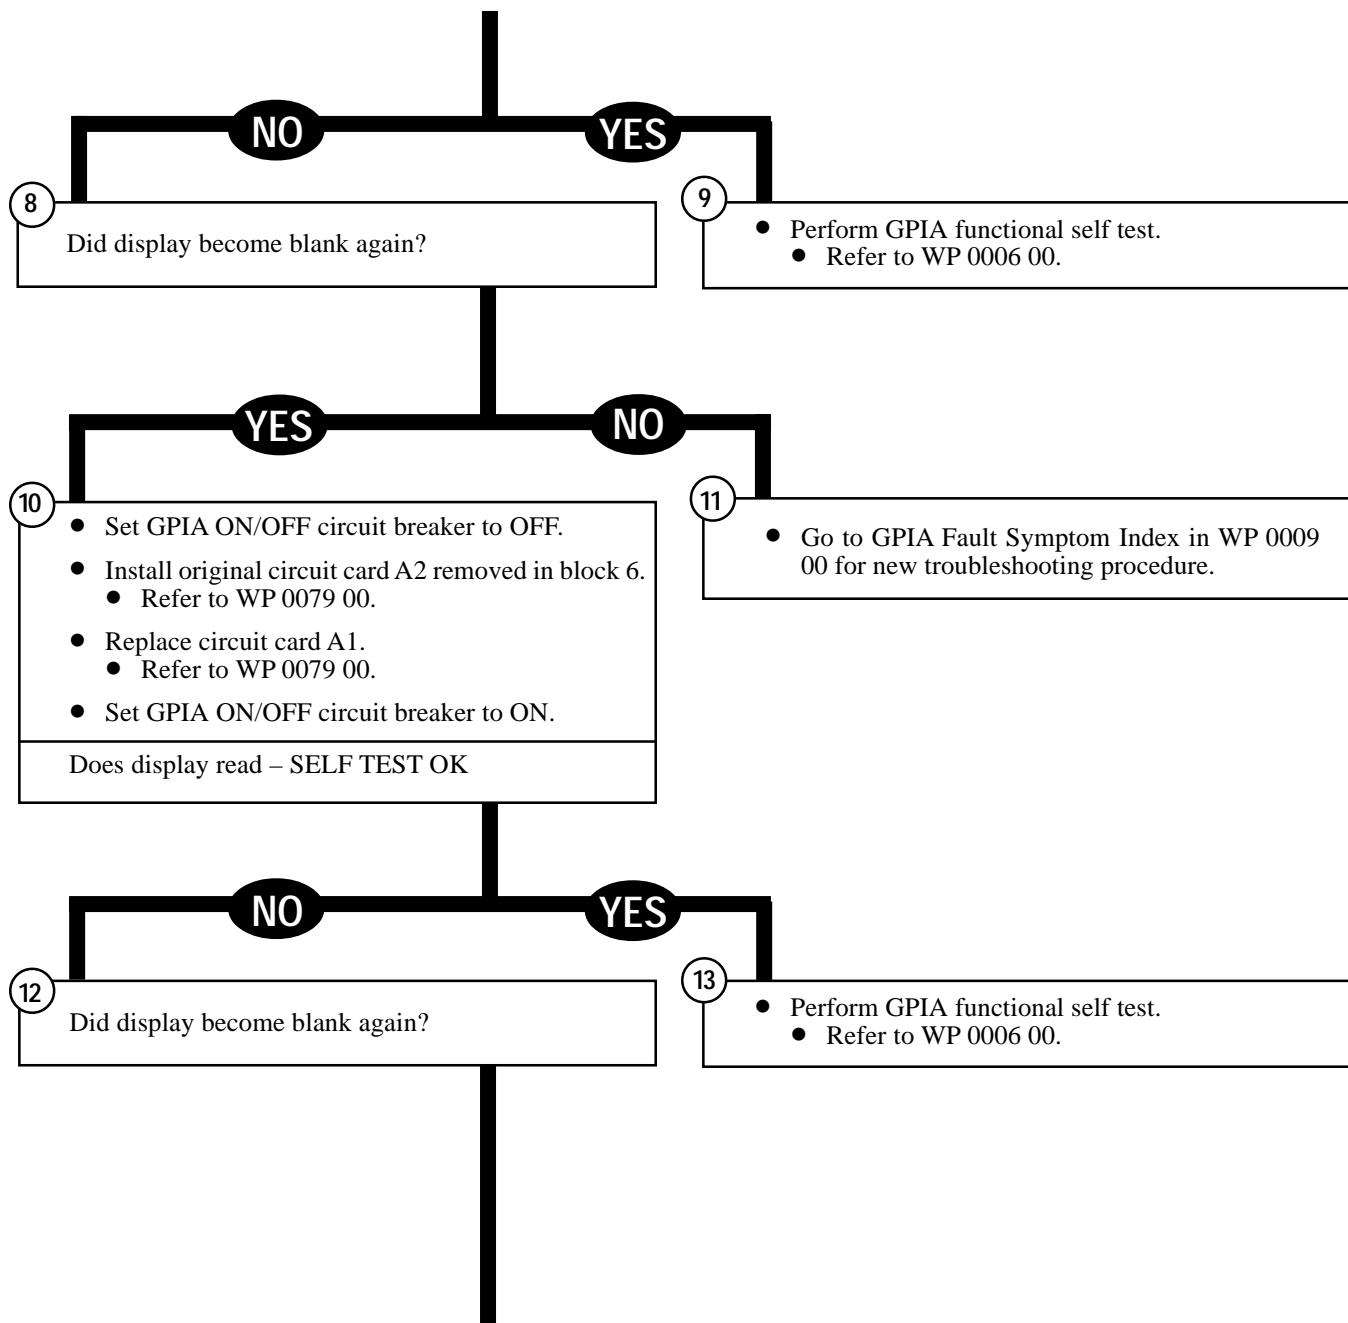 NO
YES
8
Did display become blank again?
9
● Perform GPIA functional self test.
● Refer to WP 0006 00.
YES
NO
10
● Set GPIA ON/OFF circuit breaker to OFF.
● Install original circuit card A2 removed in block 6.
● Refer to WP 0079 00.
● Replace circuit card A1.
● Refer to WP 0079 00.
● Set GPIA ON/OFF circuit breaker to ON.
Does display read – SELF TEST OK
11
● Go to GPIA Fault Symptom Index in WP 0009
00 for new troubleshooting procedure.
NO
YES
12
Did display become blank again?
13
● Perform GPIA functional self test.
● Refer to WP 0006 00.